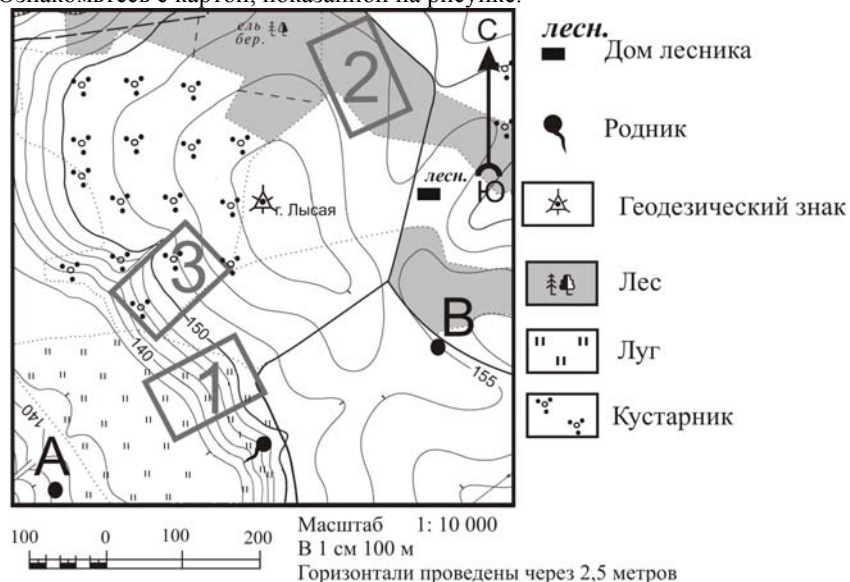 Ознакомьтесь с картой, показанной на рисунке.
ель
бер.
2
С
Ю
лесн.
г. Лысая
3
150
140
1
В
155
140
А
лесн.
Дом лесника
Родник
Геодезический знак
Лес
Луг
Кустарник
100 0 100 200
Масштаб 1: 10 000
В 1 см 100 м
Горизонтали проведены через 2,5 метров